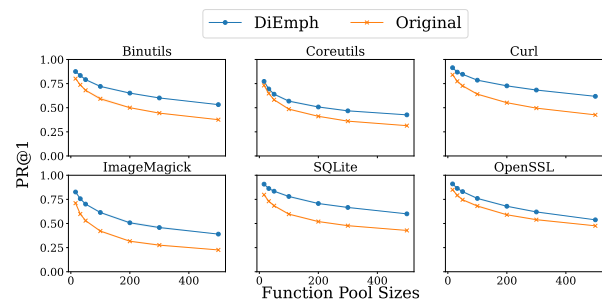 DiEmph Original
Binutils Coreutils Curl
1.00
0.75
0.50
0.25
0.00
ImageMagick SQLite OpenSSL
1.00
0.75
0.50
0.25
0.00
PR@1
0 200 400 0 200 400 0 200 400
Function Pool Sizes